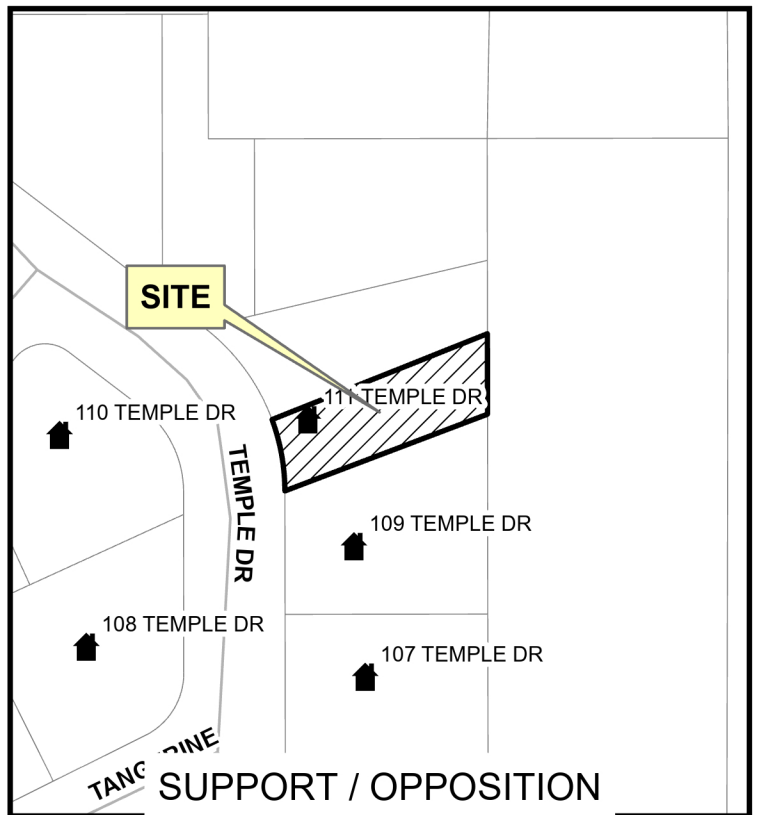 SITE
111 TEMPLE DR
110 TEMPLE DR
TEMPLE DR
109 TEMPLE DR
108 TEMPLE DR
107 TEMPLE DR
SUPPORT / OPPOSITION